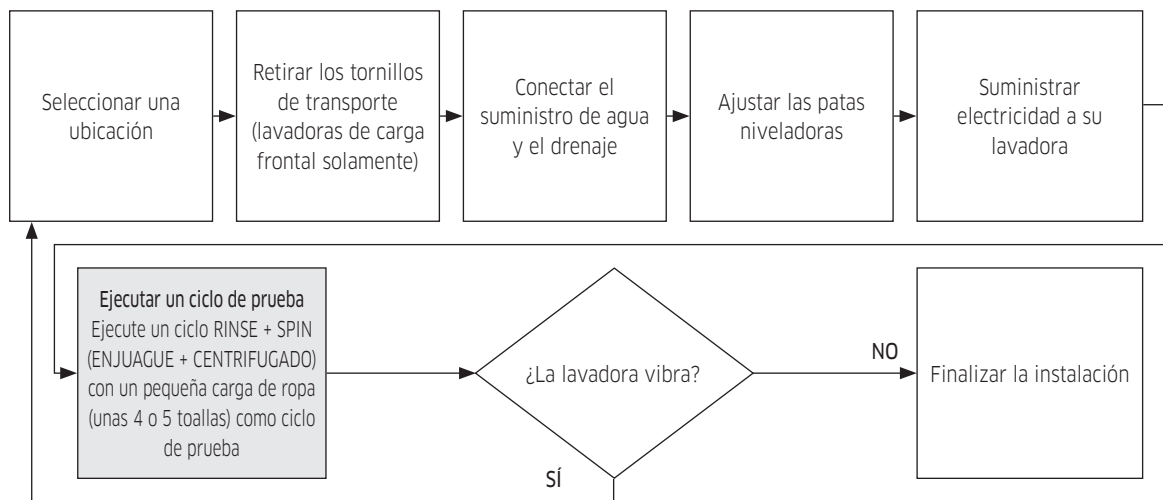 Seleccionar una
ubicación
Retirar los tornillos
de transporte
(lavadoras de carga
frontal solamente)
Conectar el
suministro de agua
y el drenaje
Ajustar las patas
niveladoras
Suministrar
electricidad a su
lavadora
Ejecutar un ciclo de prueba
Ejecute un ciclo RINSE + SPIN
(ENJUAGUE + CENTRIFUGADO)
con un pequeña carga de ropa
(unas 4 o 5 toallas) como ciclo
de prueba
¿La lavadora vibra?
NO
Finalizar la instalación
SÍ